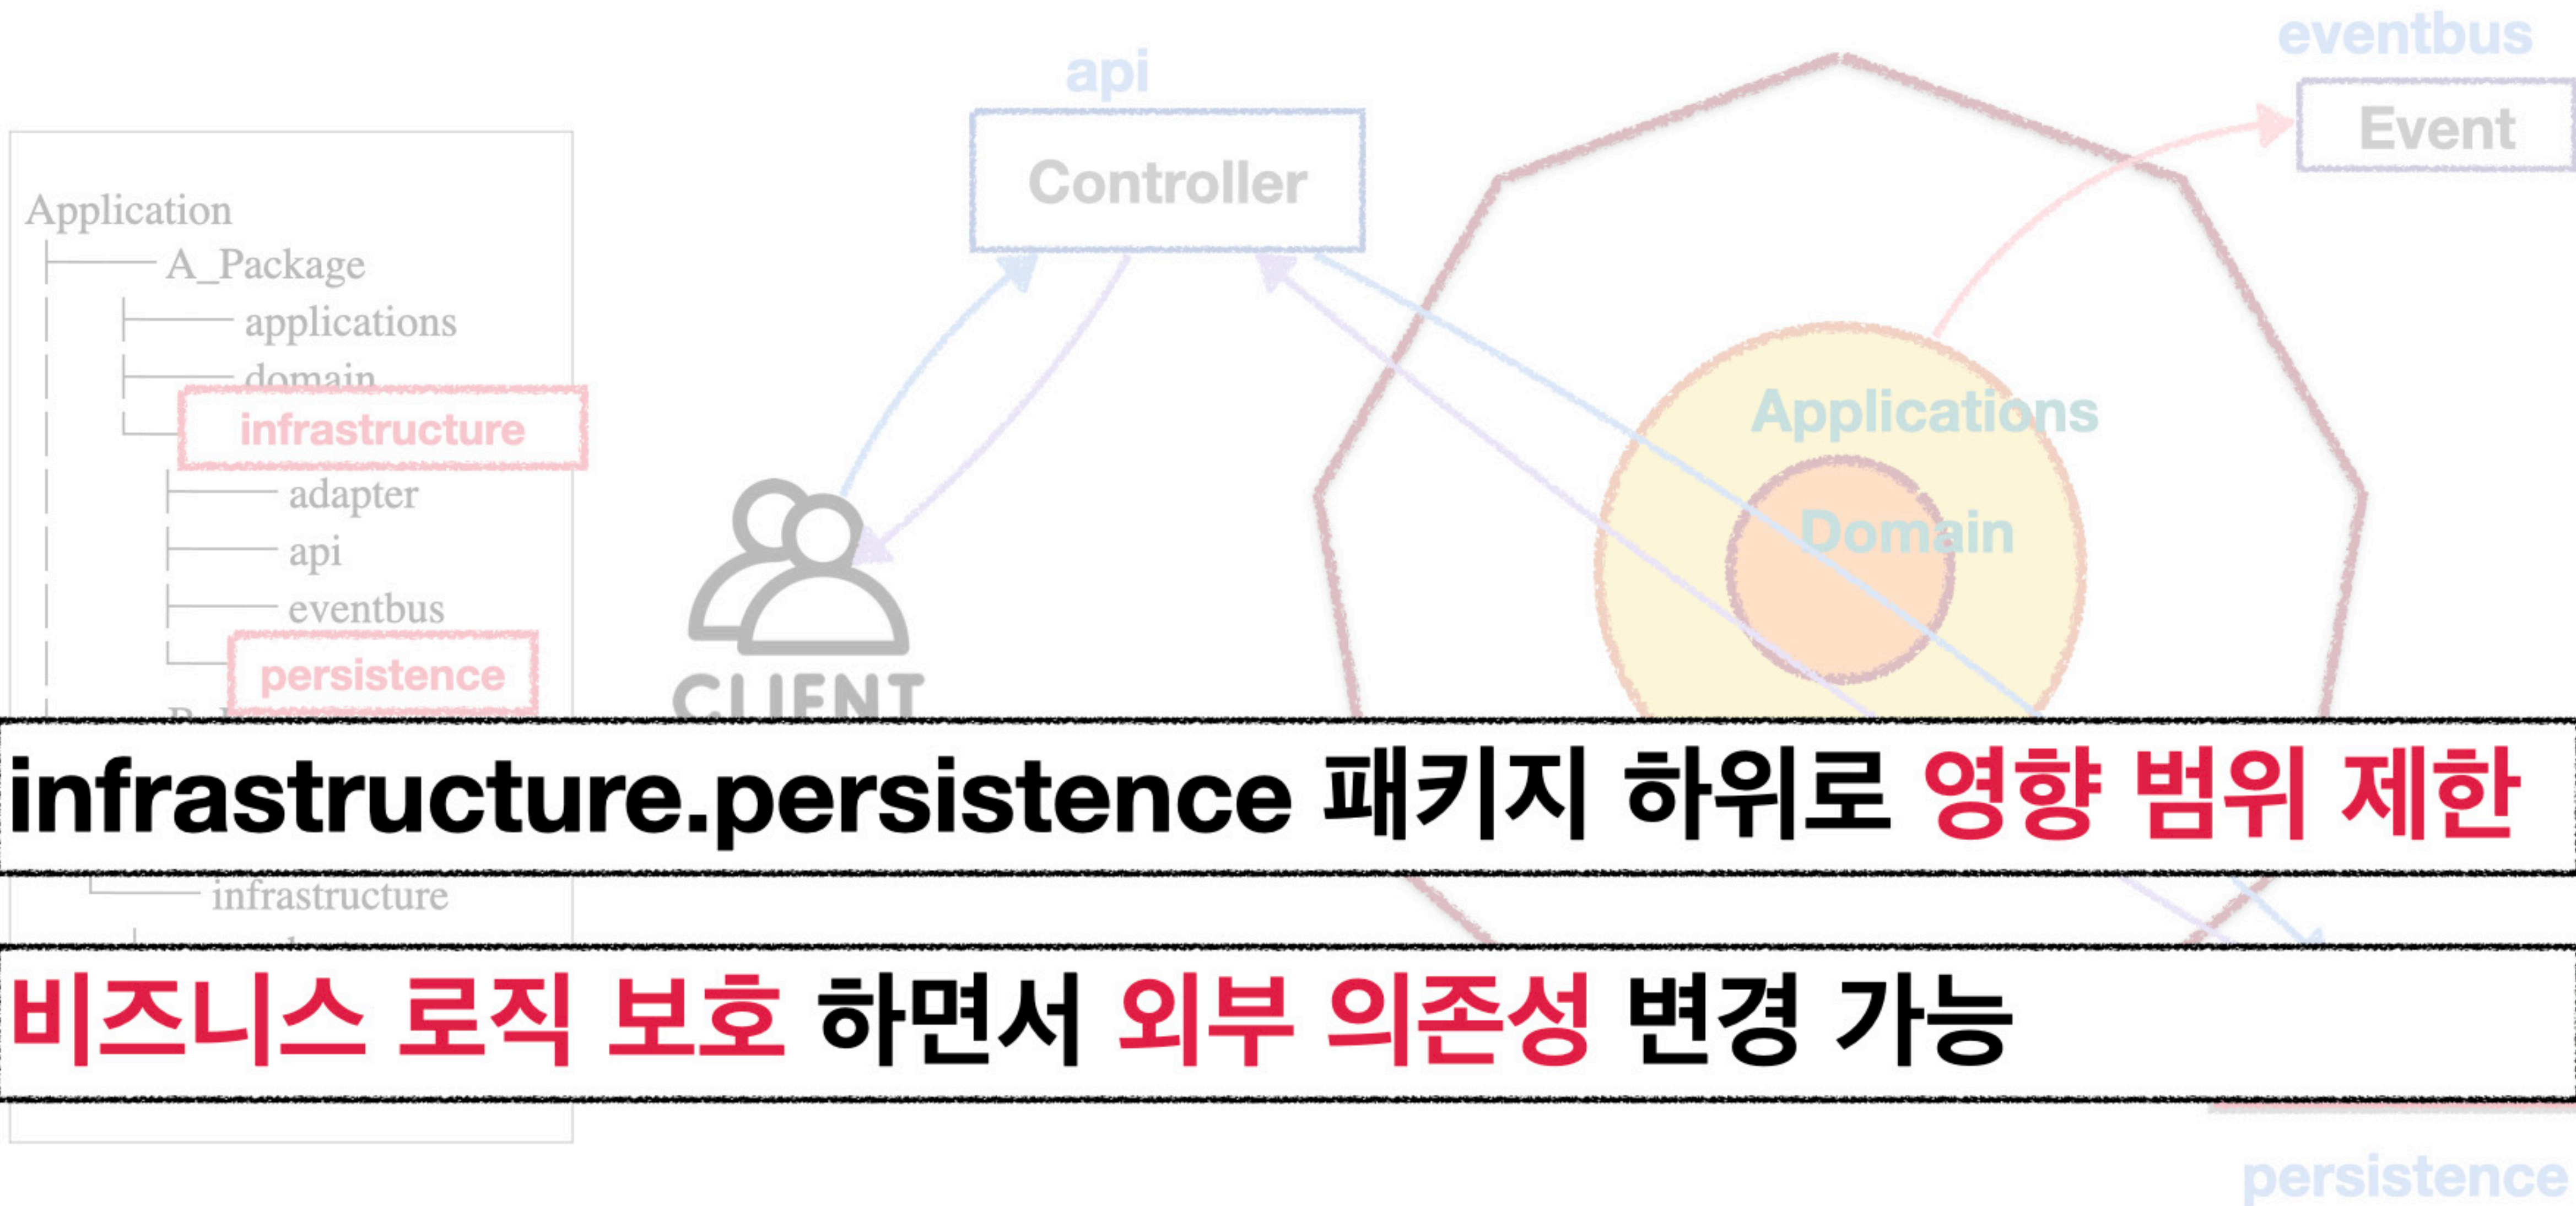 Application
A_Package
applications
domain
infrastructure
adapter
api
eventbus
persistence
infrastructure
api
Controller
CLIENT
eventbus
Event
Applications
Domain
infrastructure.persistence 패키지 하위로 영향 범위 제한
비즈니스 로직 보호 하면서 외부 의존성 변경 가능
persistence